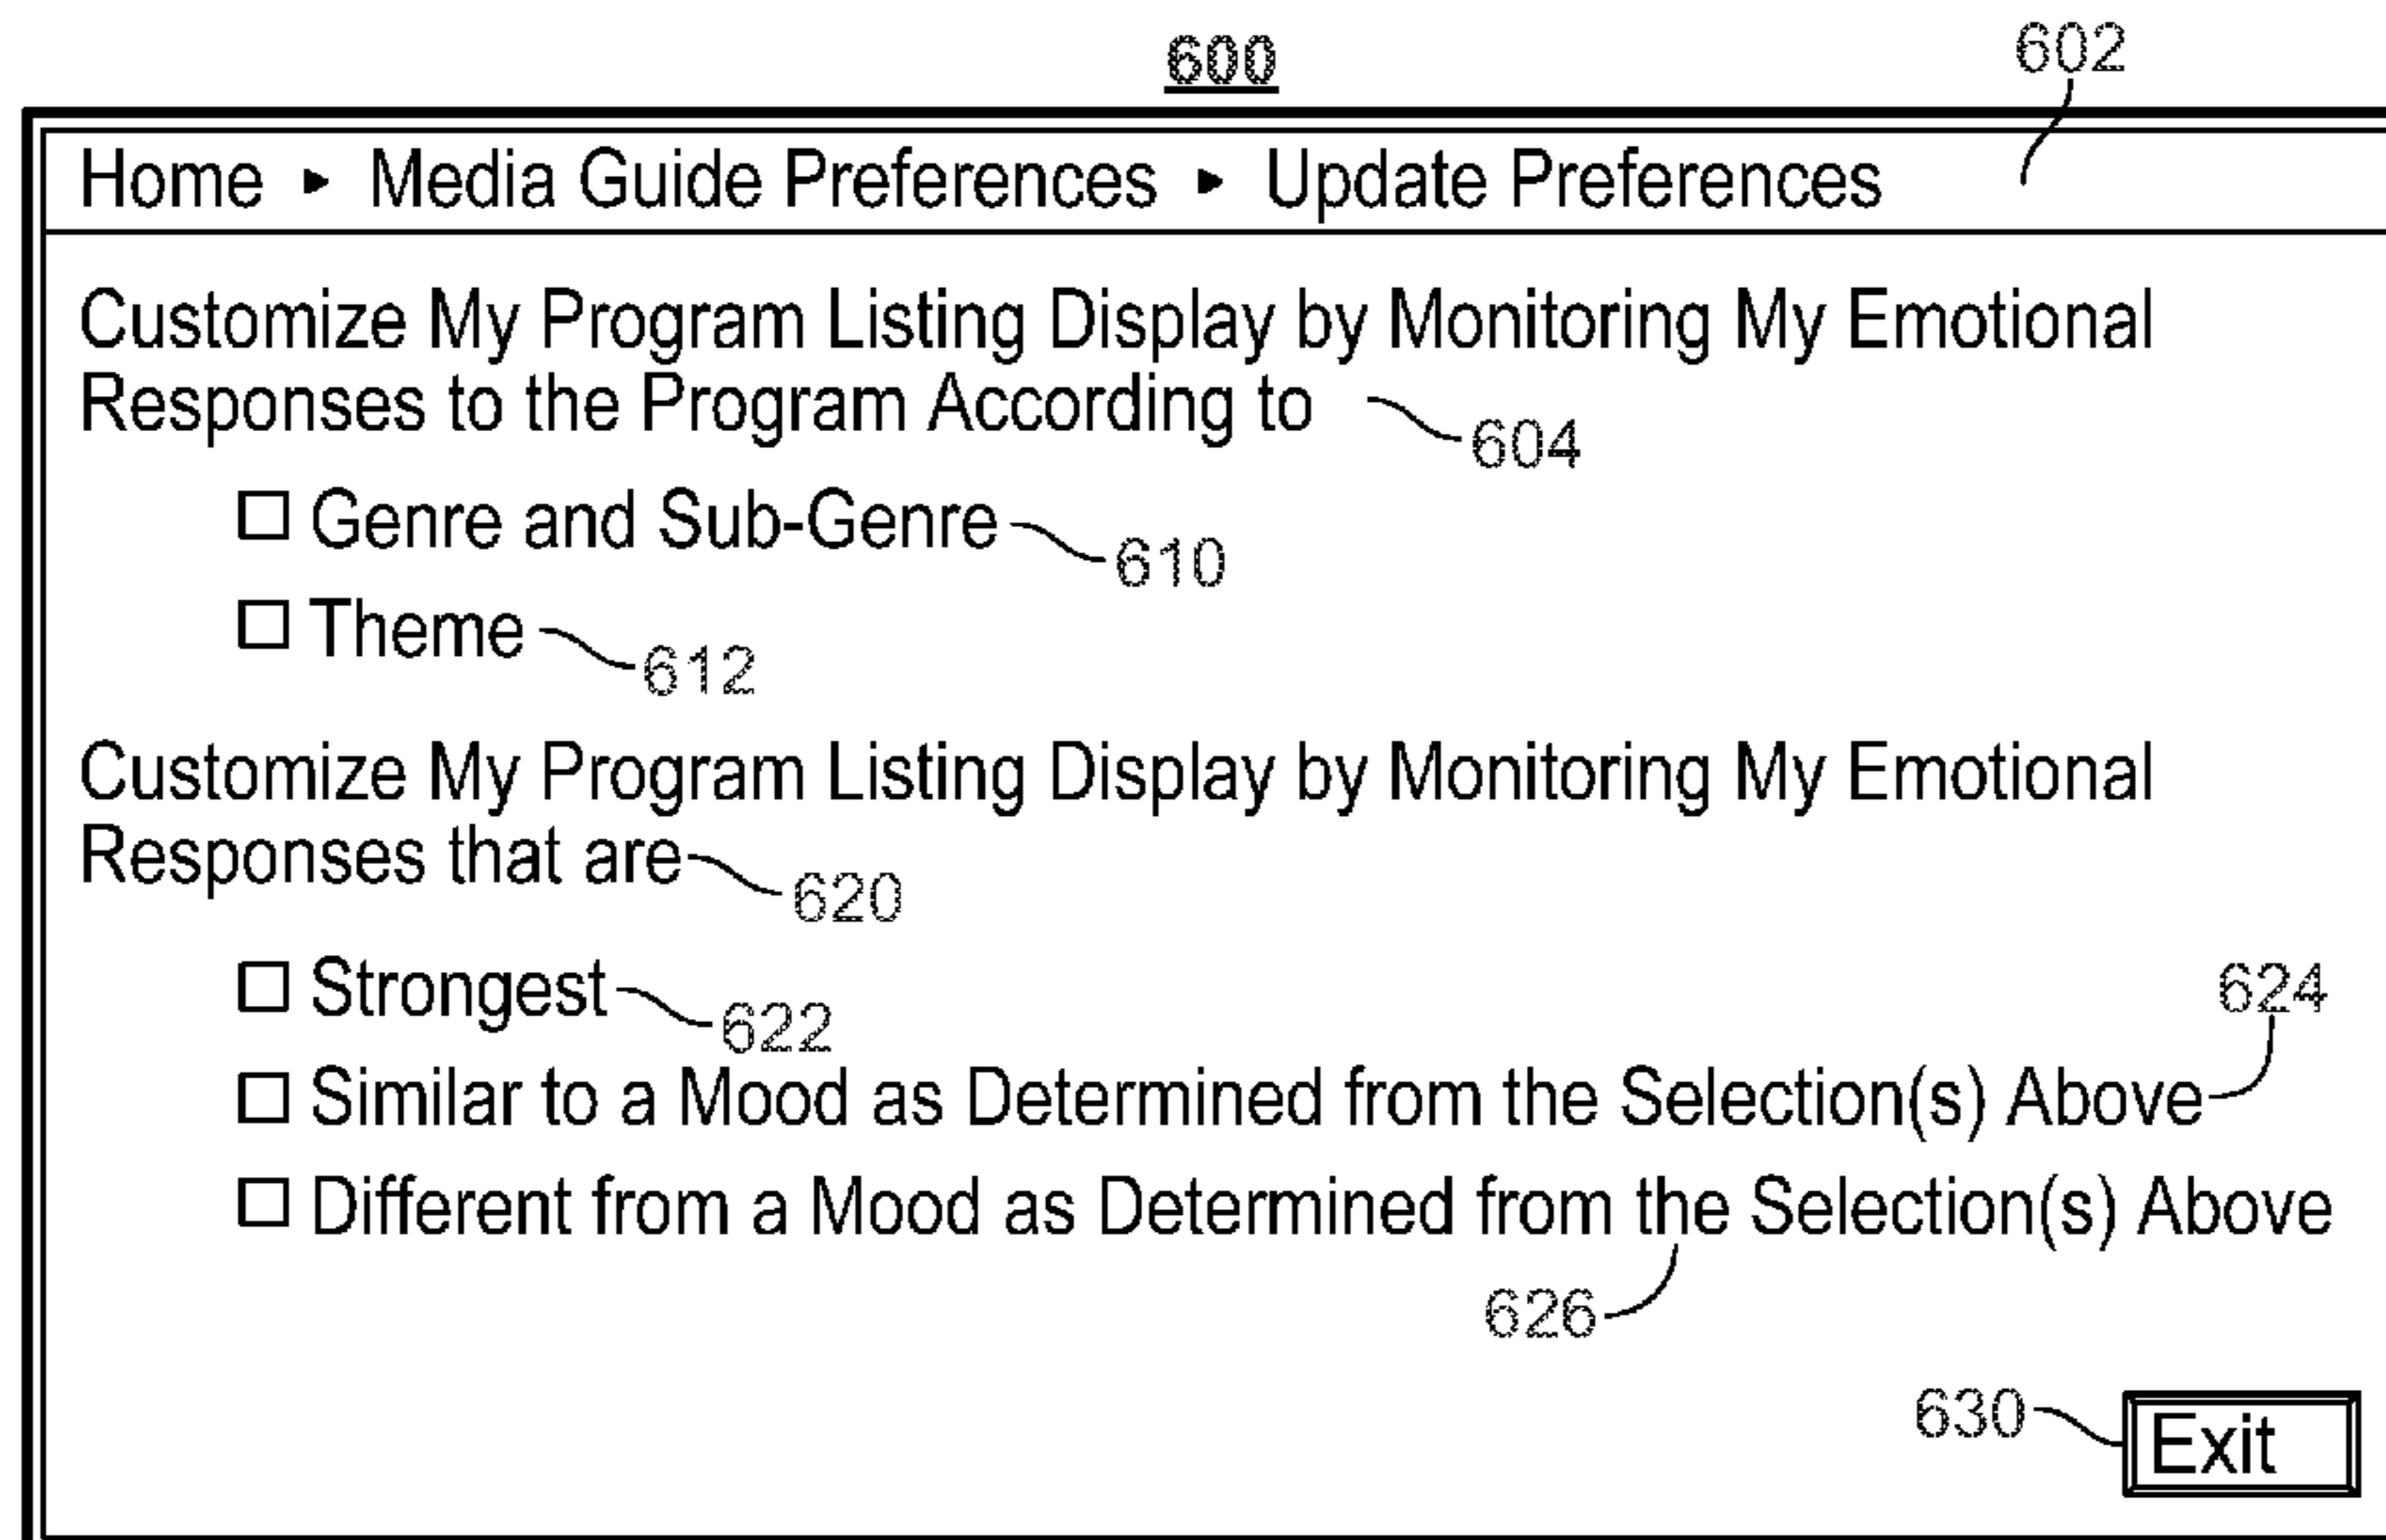 600
602
Home ▸ Media Guide Preferences ▸ Update Preferences
Customize My Program Listing Display by Monitoring My Emotional
Responses to the Program According to
604
☐ Genre and Sub-Genre
610
☐ Theme
612
Customize My Program Listing Display by Monitoring My Emotional
Responses that are
620
☐ Strongest
622
624
☐ Similar to a Mood as Determined from the Selection(s) Above
☐ Different from a Mood as Determined from the Selection(s) Above
626
630
Exit